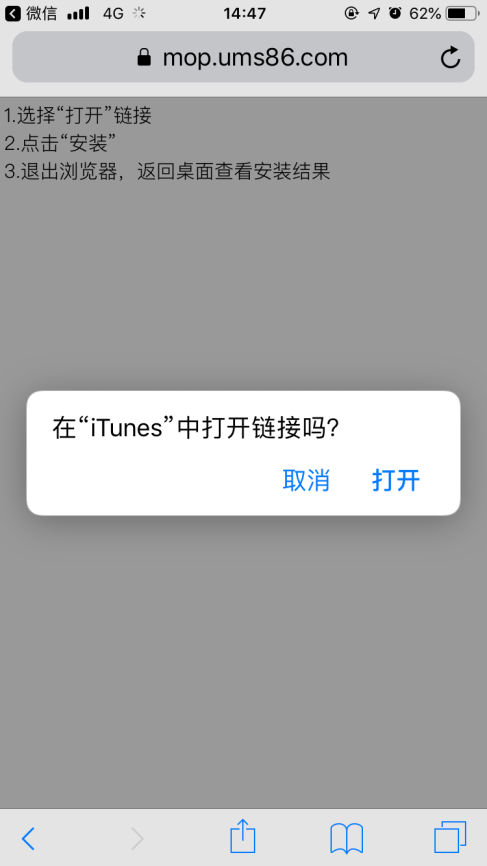 微信 4G 14:47 62%
mop.ums86.com
1.选择“打开”链接
2.点击“安装”
3.退出浏览器，返回桌面查看安装结果
在“iTunes”中打开链接吗?
取消 打开